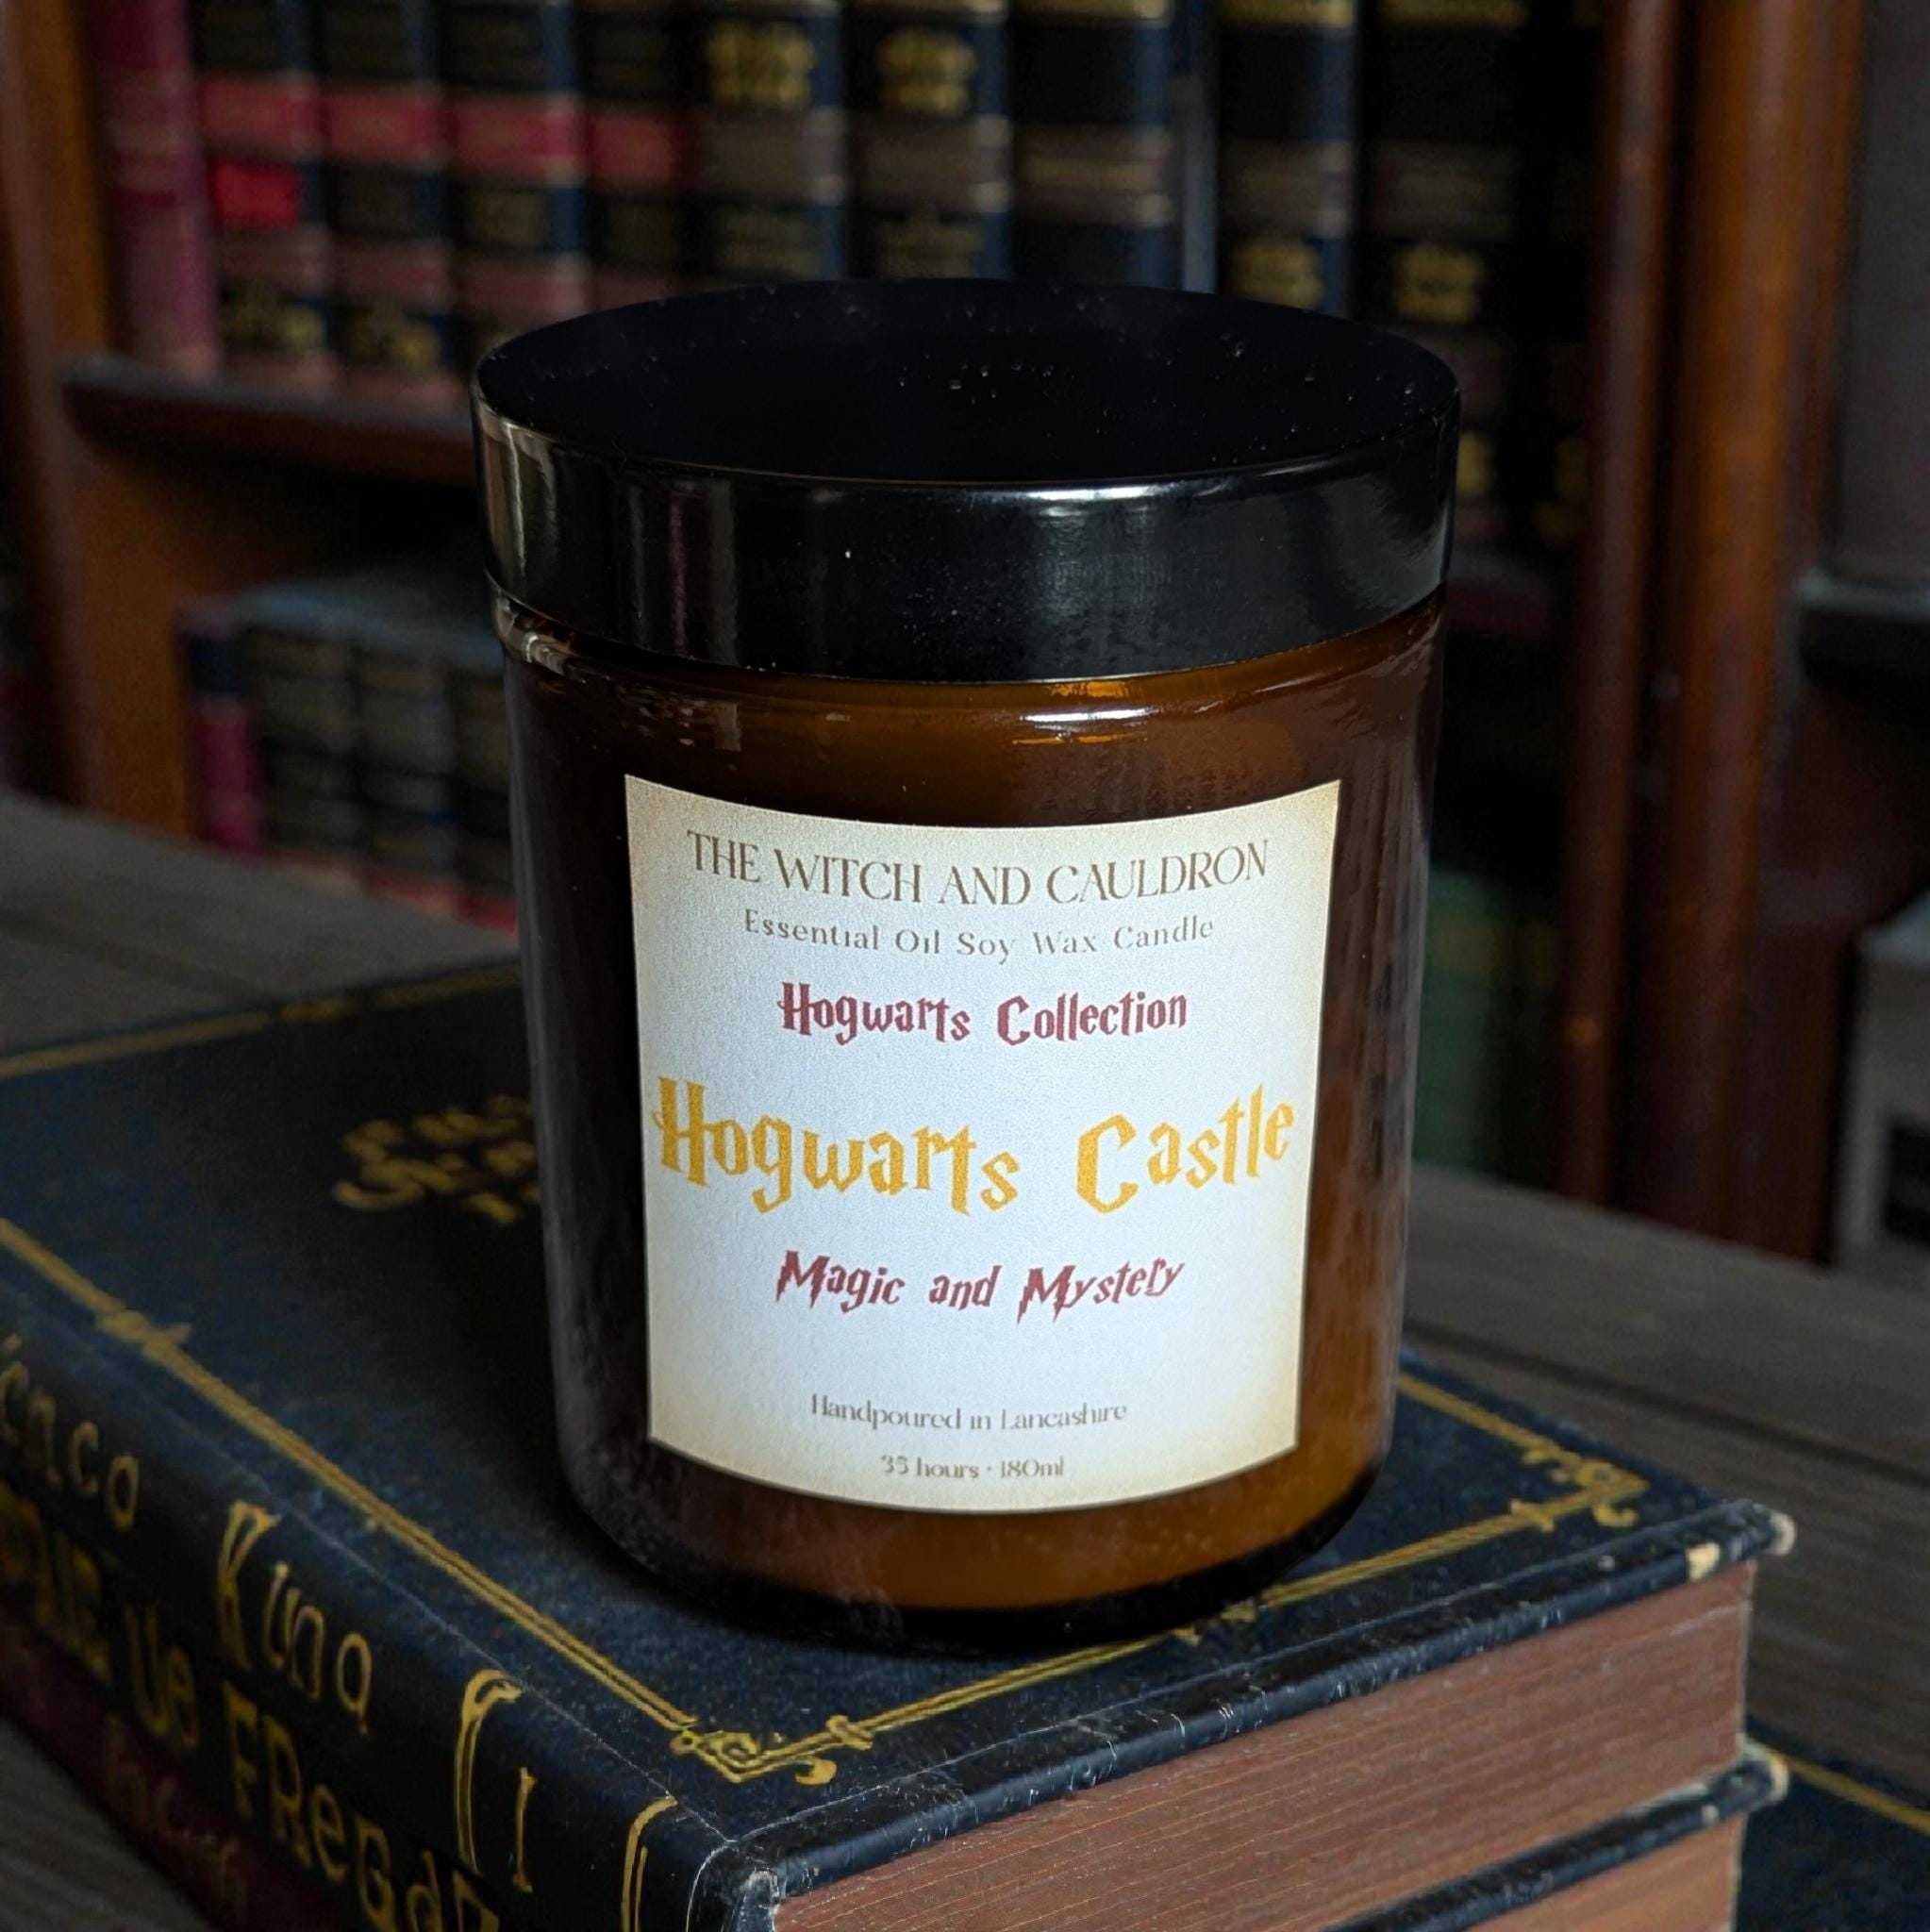 THE WITCH AND CAULDRON
Essential Oil Soy Wax Candle
Hogwarts Collection
Hogwarts Castle
Magic and Mystery
Handpoured in Lancashire
35 hours · 180ml